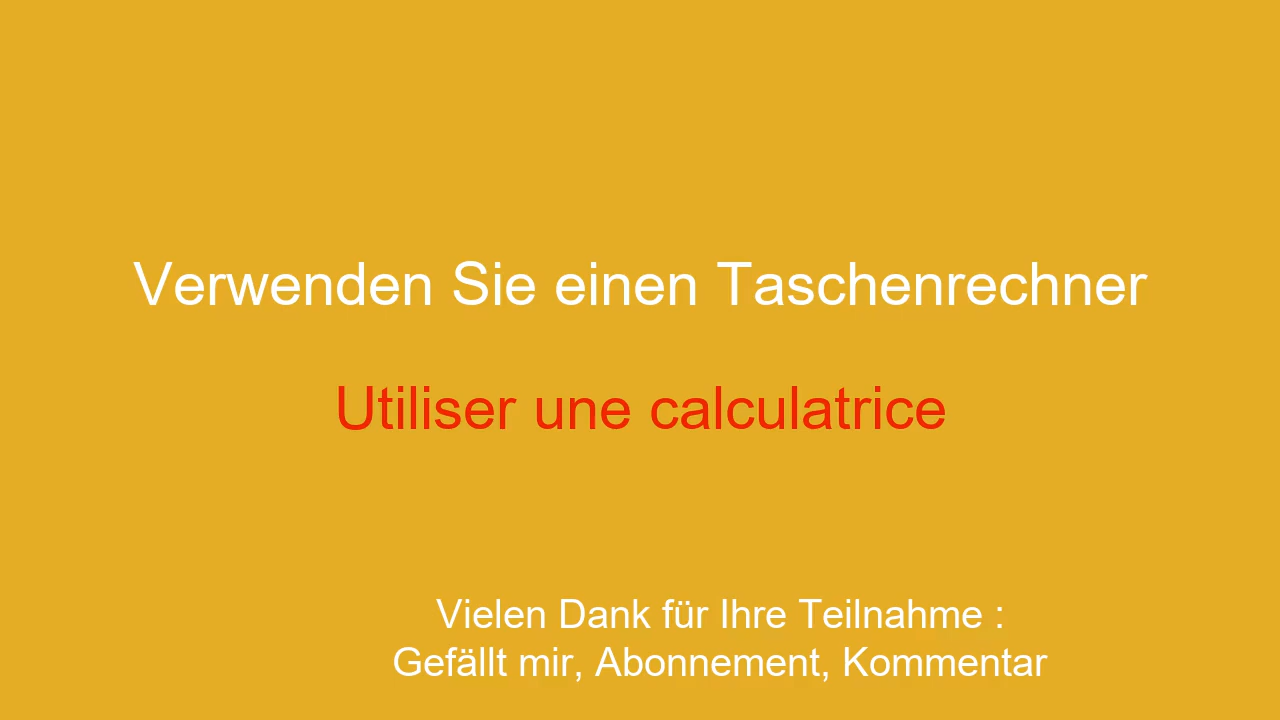 Verwenden Sie einen Taschenrechner
Utiliser une calculatrice
Vielen Dank für Ihre Teilnahme :
Gefällt mir, Abonnement, Kommentar